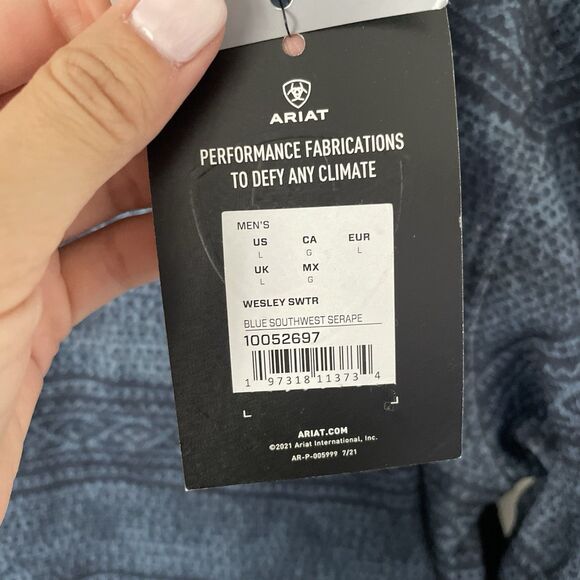 ARIAT
PERFORMANCE FABRICATIONS
TO DEFY ANY CLIMATE
MEN'S
US CA EUR
L G L
UK MX
L G
WESLEY SWTR
BLUE SOUTHWEST SERAPE
10052697
1 97318 11373 4
ARIAT.COM
©2021 Ariat International, Inc.
AR-P-005999 7/21